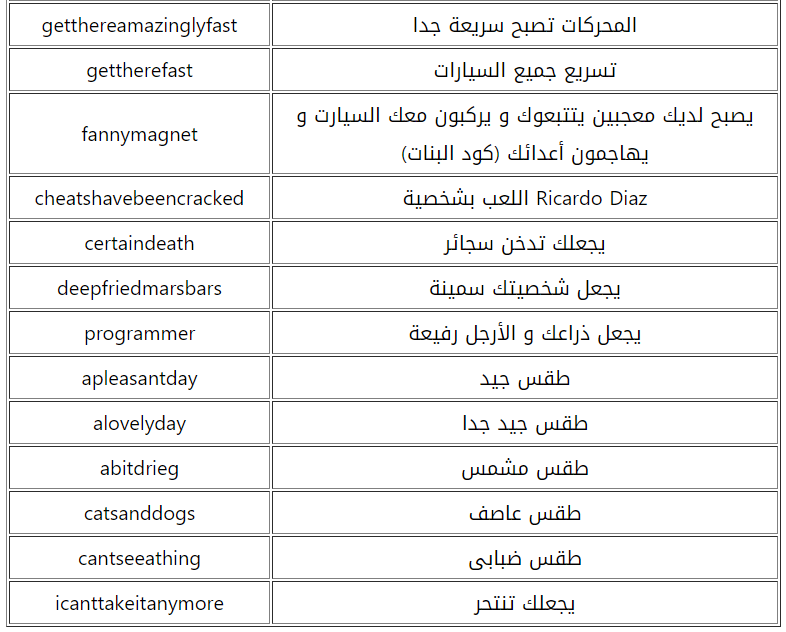 getthereamazinglyfast
المحركات تصبح سريعة جدا
gettherefast
تسريع جميع السيارات
fannymagnet
يصبح لديك معجبين يتتبعوك و يركبون معك السيارت و
يهاجمون أعدائك (كود البنات)
cheatshavebeencracked
اللعب بشخصية Ricardo Diaz
certaindeath
يجعلك تدخن سجائر
deepfriedmarsbars
يجعل شخصيتك سمينة
programmer
يجعل ذراعك و الأرجل رفيعة
apleasantday
طقس جيد
alovelyday
طقس جيد جدا
abitdrieg
طقس مشمس
catsanddogs
طقس عاصف
cantseeathing
طقس ضبابى
icanttakeitanymore
يجعلك تنتحر